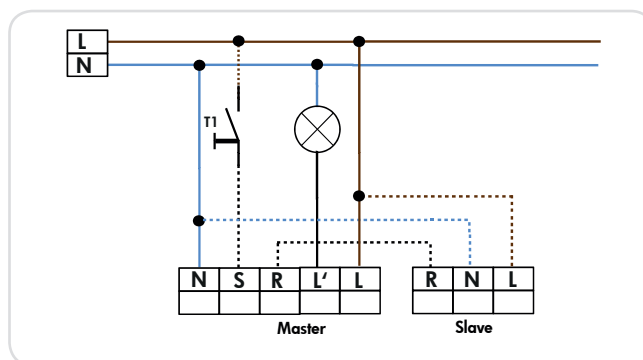 L
N
T1
N S R L‘ L
R N L
Master
Slave